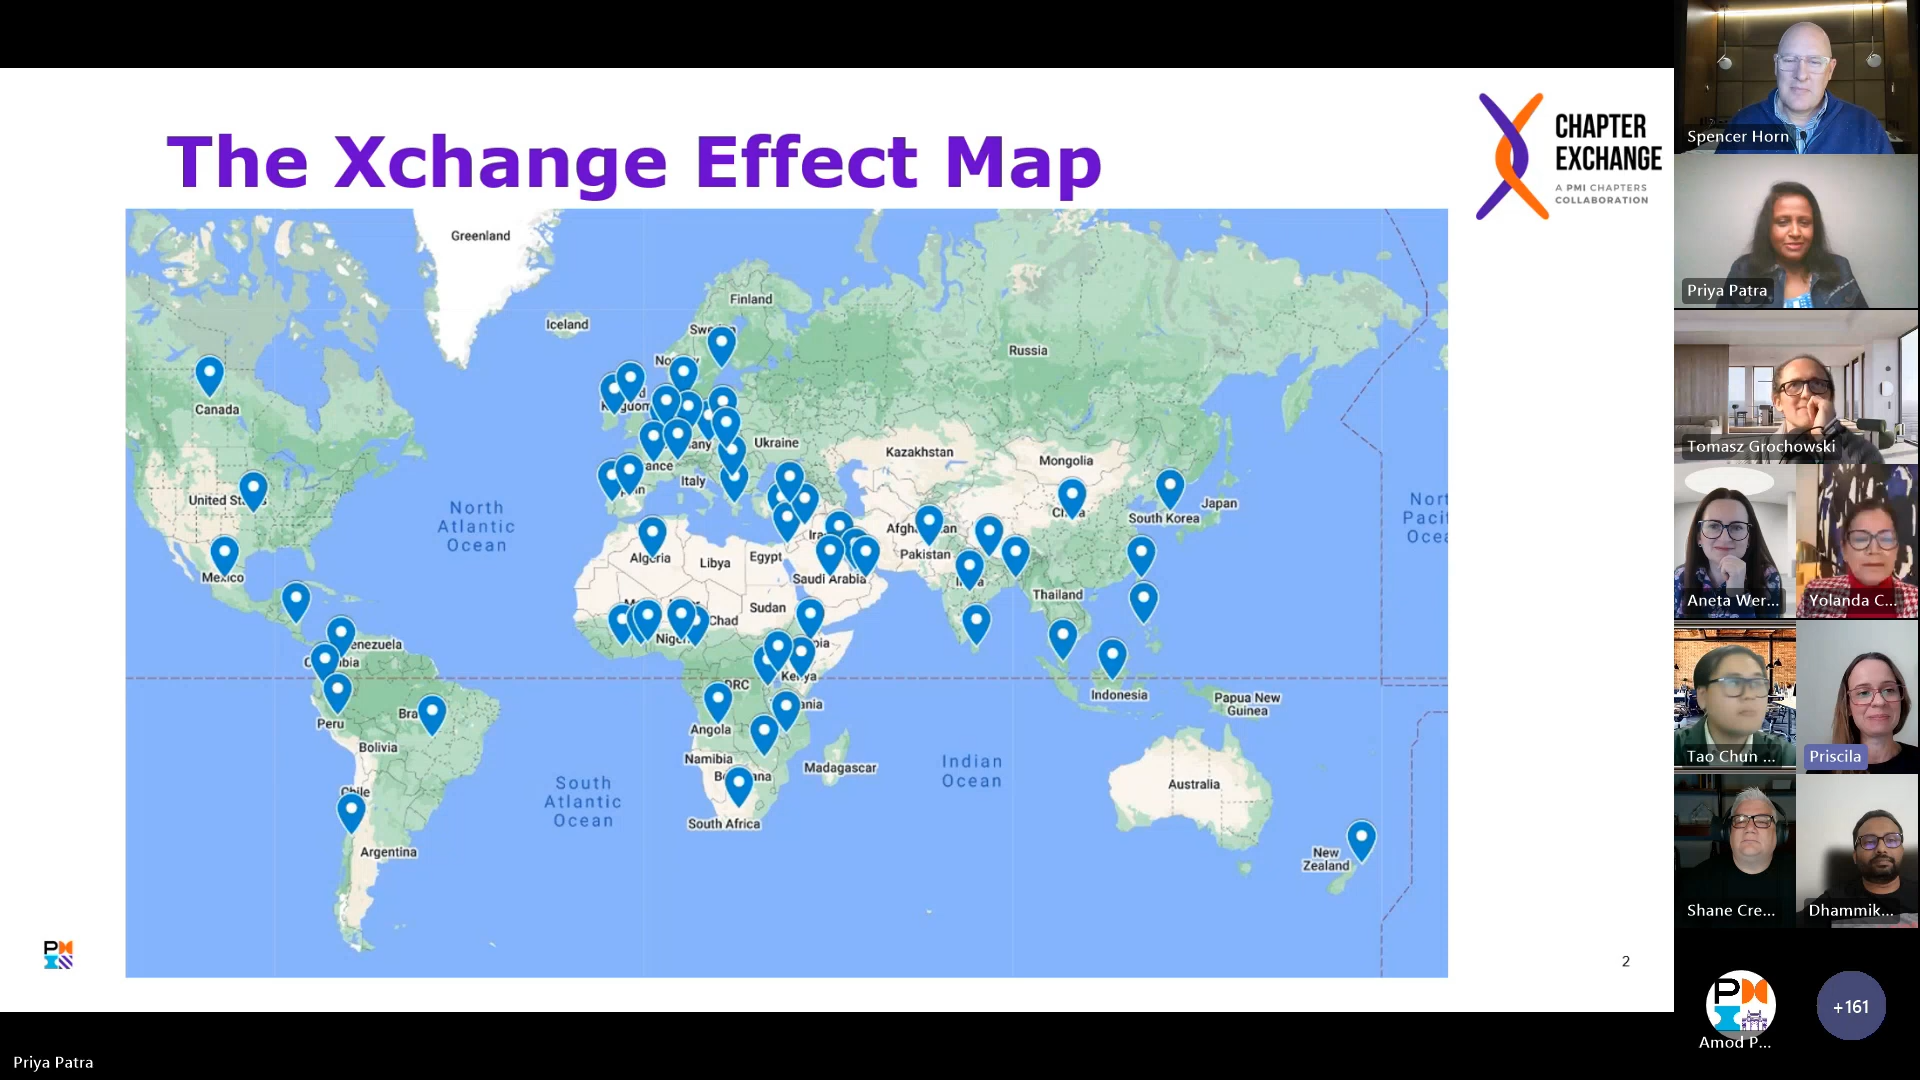 The Xchange Effect Map
CHAPTER
EXCHANGE
A PMI CHAPTERS
COLLABORATION
Greenland
Iceland
Finland
Russia
Canada
Ukraine
Kazakhstan
Mongolia
Italy
United
Japan
South Korea
North
Atlantic
Ocean
Algeria
Libya
Egypt
Pakistan
Mexico
Saudi Arabia
Thailand
Sudan
Chad
Kenya
Indonesia
Papua New
Guinea
Peru
DRC
Angola
Bolivia
Namibia
Madagascar
Indian
Ocean
Australia
South
Atlantic
Ocean
Chile
South Africa
Argentina
New
Zealand
2
Spencer Horn
Priya Patra
Tomasz Grochowski
Aneta Wer...
Yolanda C...
Tao Chun ...
Priscila
Shane Cre...
Dhammik...
+161
Amod P...
Priya Patra